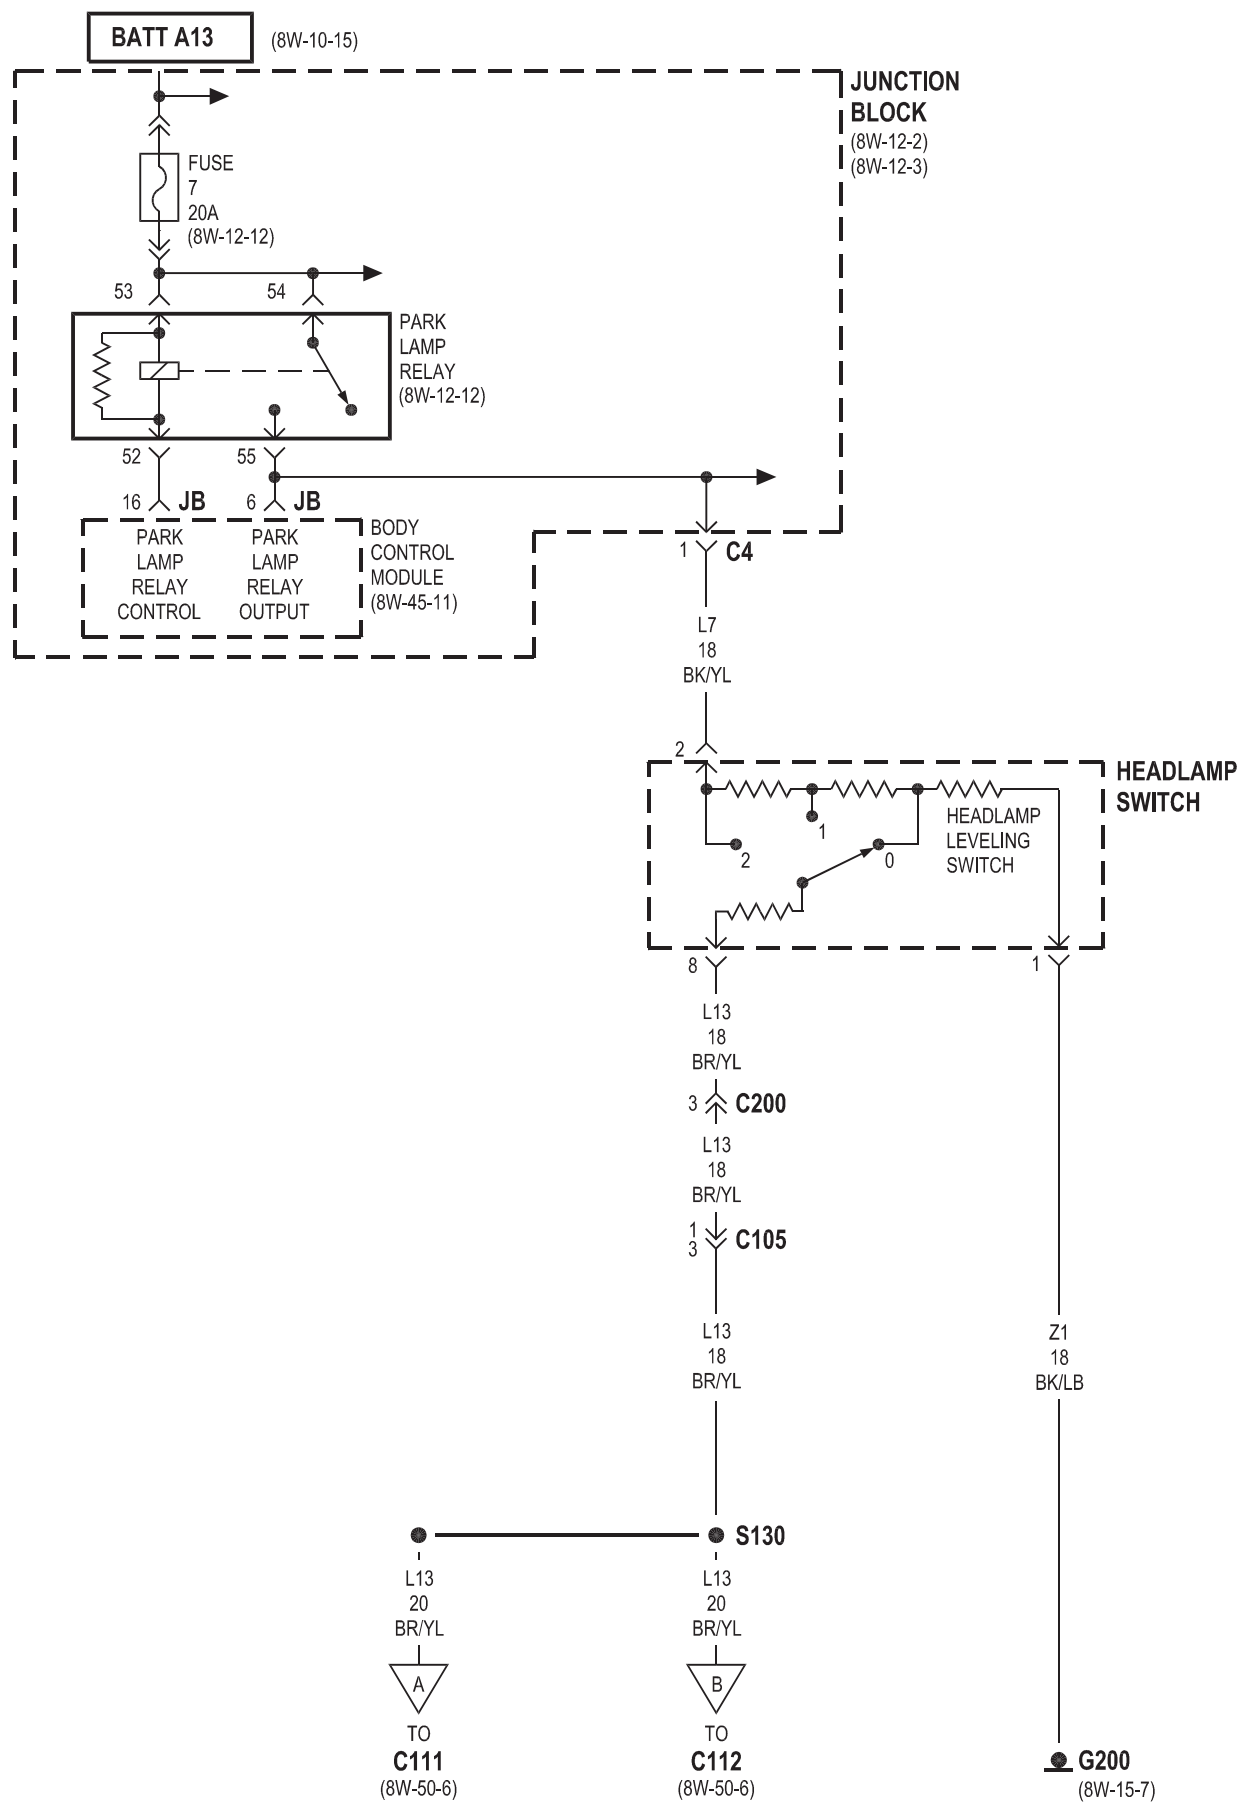 BATT A13
(8W-10-15)
JUNCTION
BLOCK
(8W-12-2)
(8W-12-3)
FUSE
7
20A
(8W-12-12)
53
54
PARK
LAMP
RELAY
(8W-12-12)
52
55
16
JB
6
JB
PARK
LAMP
RELAY
CONTROL
PARK
LAMP
RELAY
OUTPUT
BODY
CONTROL
MODULE
(8W-45-11)
1
C4
L7
18
BK/YL
2
HEADLAMP
SWITCH
1
2
0
HEADLAMP
LEVELING
SWITCH
8
1
L13
18
BR/YL
3
C200
L13
18
BR/YL
1
3
C105
L13
18
BR/YL
Z1
18
BK/LB
S130
L13
20
BR/YL
L13
20
BR/YL
A
B
TO
C111
(8W-50-6)
TO
C112
(8W-50-6)
G200
(8W-15-7)